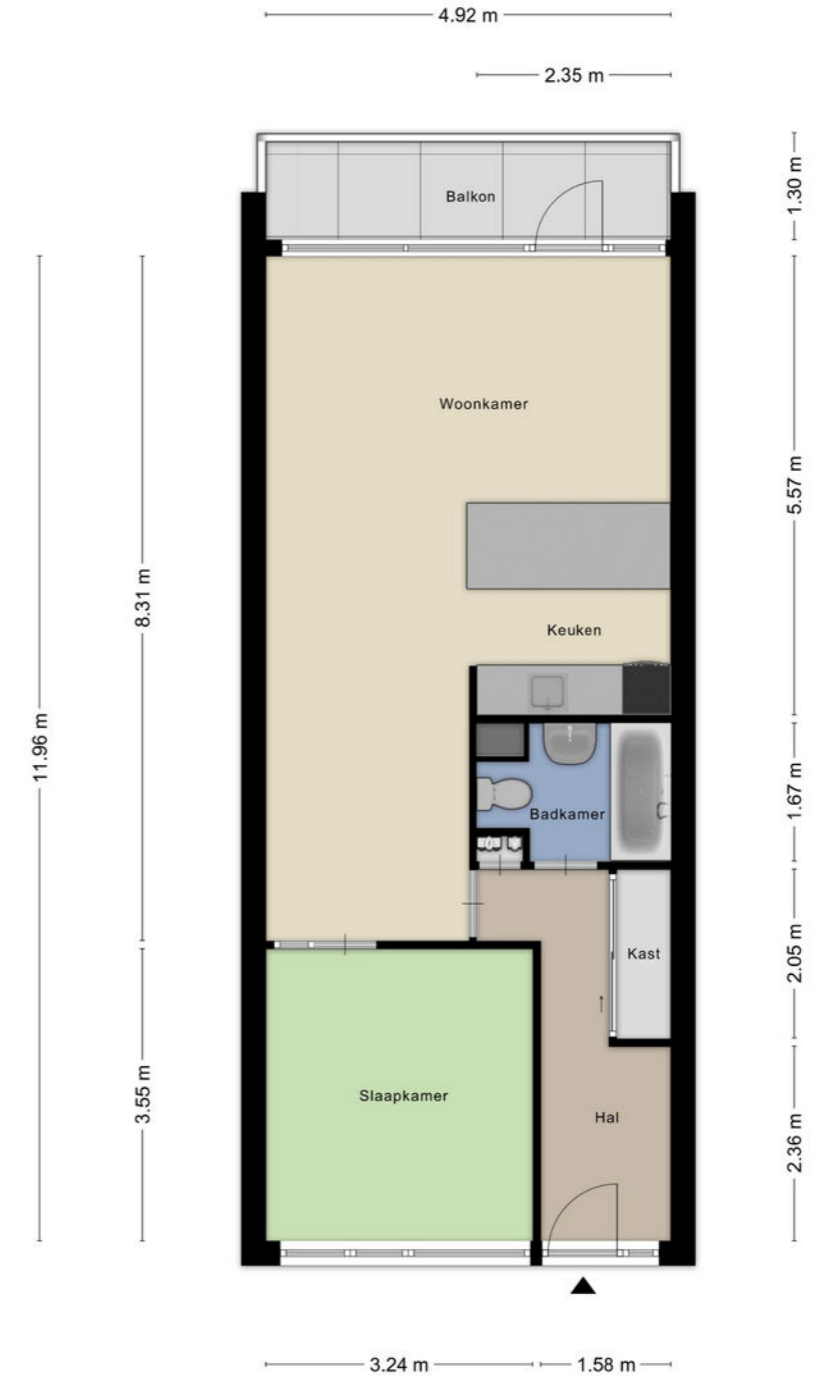 4.92 m
2.35 m
Balkon
1.30 m
Woonkamer
5.57 m
8.31 m
Keuken
11.96 m
1.67 m
Badkamer
2.05 m
Kast
3.55 m
Slaapkamer
Hal
2.36 m
3.24 m
1.58 m